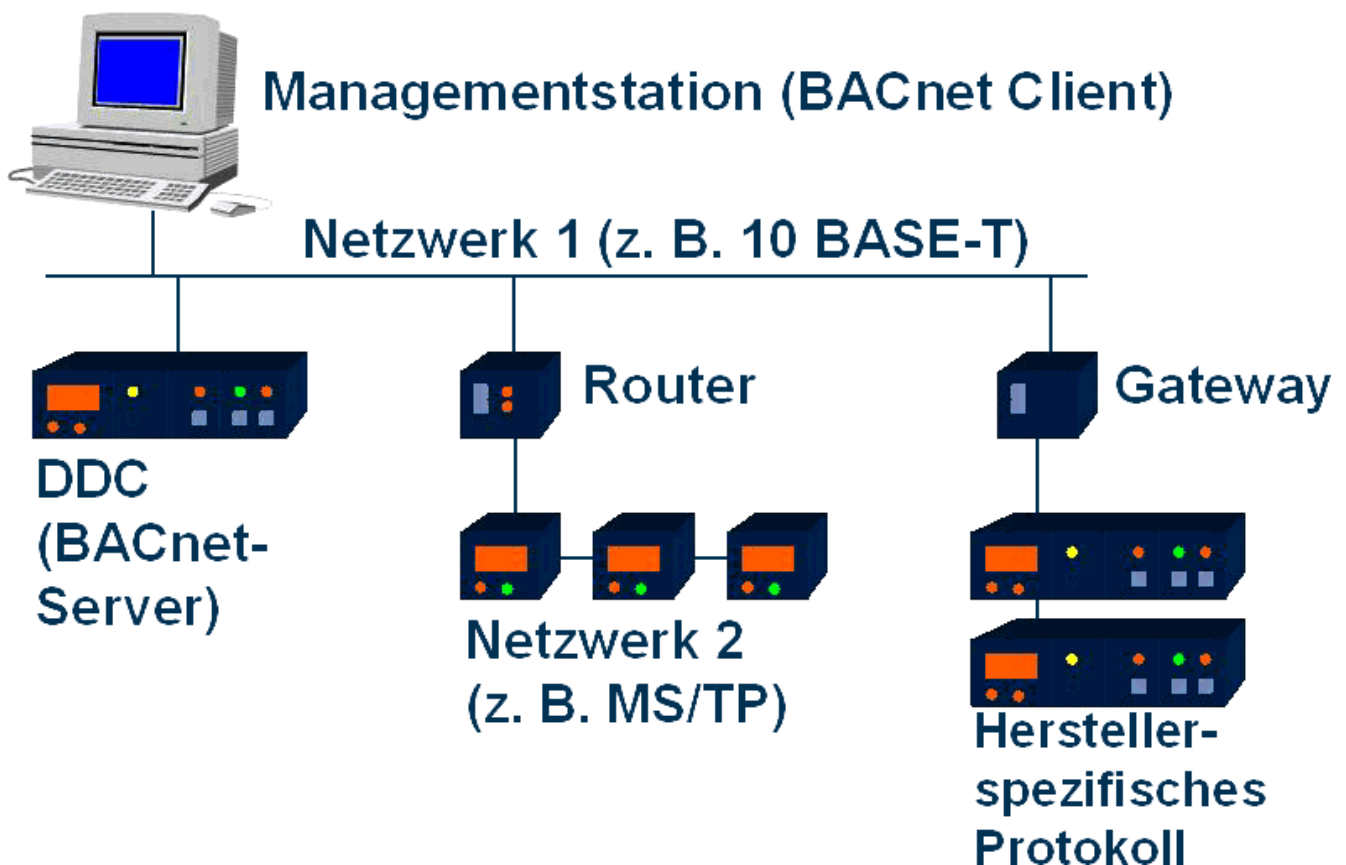 Managementstation (BACnet Client)
Netzwerk 1 (z. B. 10 BASE-T)
Router
Gateway
DDC
(BACnet-
Server)
Netzwerk 2
(z. B. MS/TP)
Hersteller-
spezifisches
Protokoll